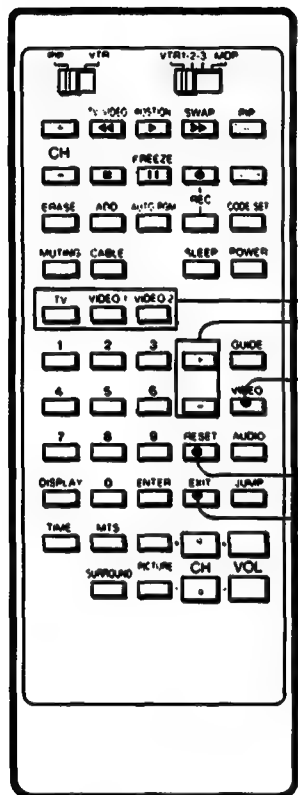 PIP VTR VTR1-2-3 MDP
TV/VIDEO POSITION SWAP PIP
CH FREEZE
REC
ERASE ADD AUTO PGM CODE SET
MUTING CABLE SLEEP POWER
TV VIDEO 1 VIDEO 2
1 2 3 + GUIDE
4 5 6 - VIDEO
7 8 9 RESET AUDIO
DISPLAY 0 ENTER EXIT JUMP
TIME MTS
SURROUND PICTURE CH VOL